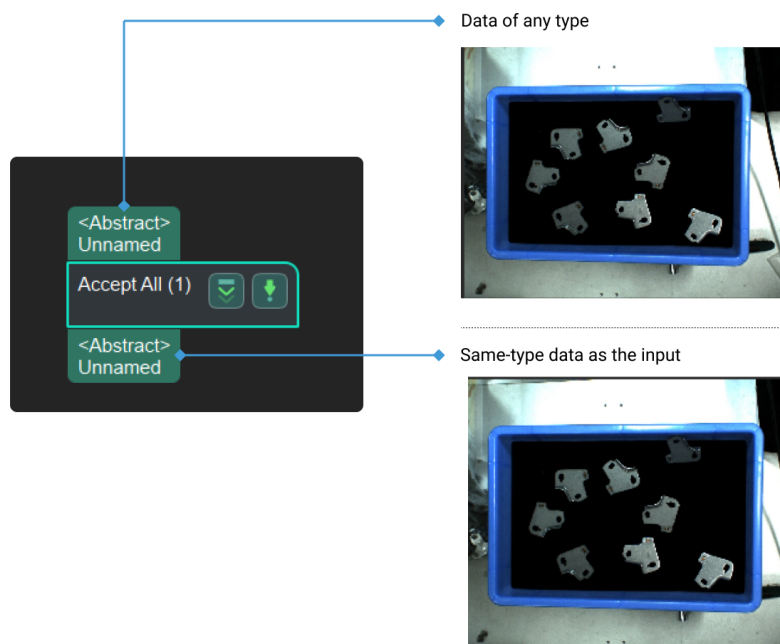 Data of any type
<Abstract>
Unnamed
Accept All (1)
<Abstract>
Unnamed
Same-type data as the input